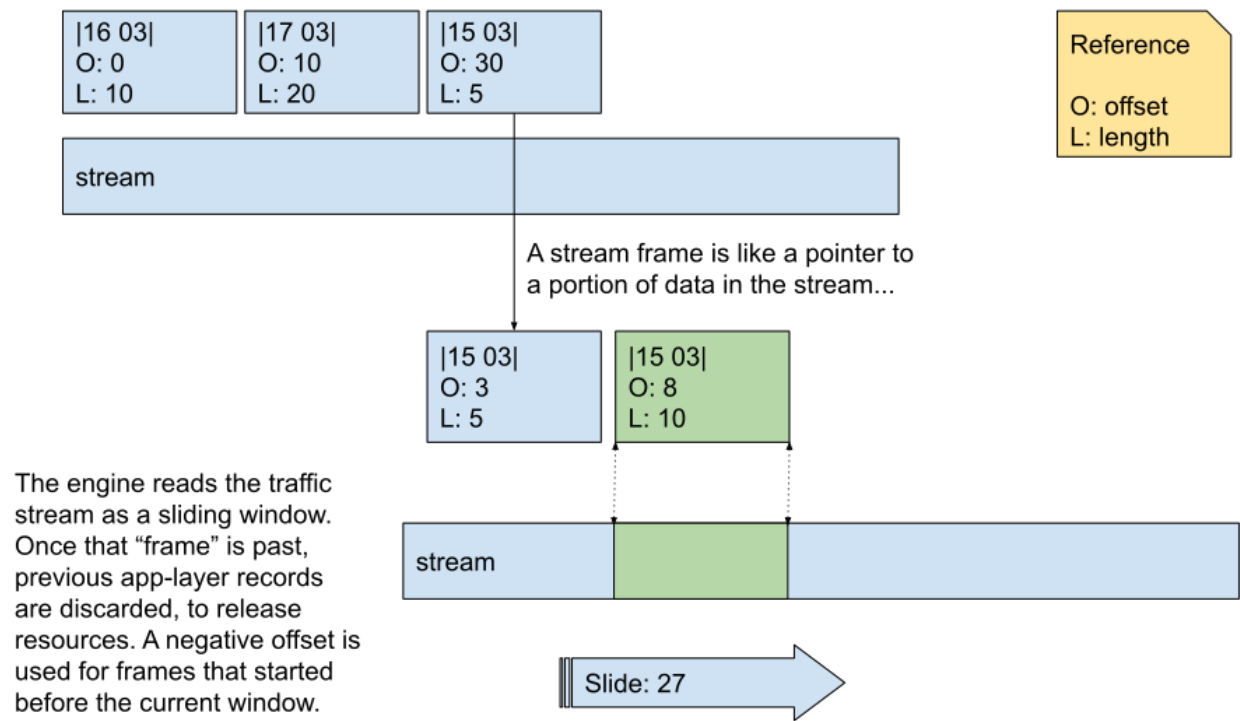 |16 03|
O: 0
L: 10
|17 03|
O: 10
L: 20
|15 03|
O: 30
L: 5
Reference
O: offset
L: length
stream
A stream frame is like a pointer to
a portion of data in the stream...
|15 03|
O: 3
L: 5
|15 03|
O: 8
L: 10
The engine reads the traffic
stream as a sliding window.
Once that “frame” is past,
previous app-layer records
are discarded, to release
resources. A negative offset is
used for frames that started
before the current window.
stream
Slide: 27